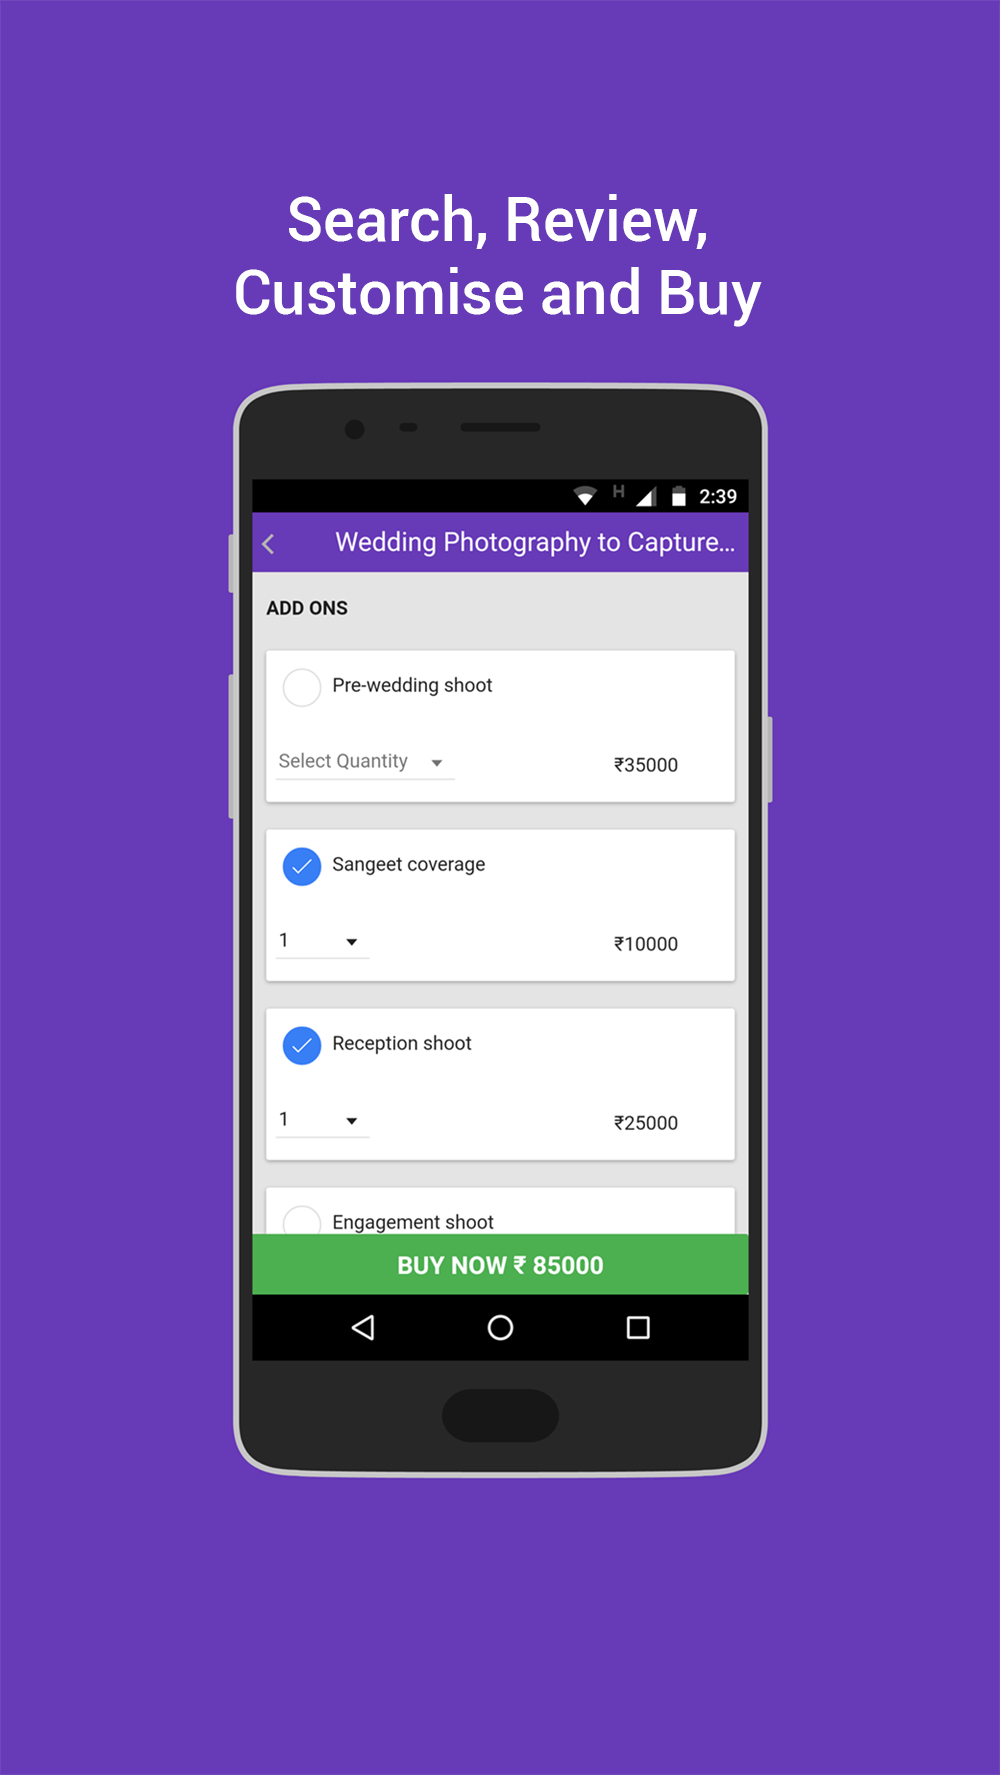 Search, Review,
Customise and Buy
H 2:39
Wedding Photography to Capture...
ADD ONS
Pre-wedding shoot
Select Quantity ₹35000
Sangeet coverage
1 ₹10000
Reception shoot
1 ₹25000
Engagement shoot
BUY NOW ₹ 85000